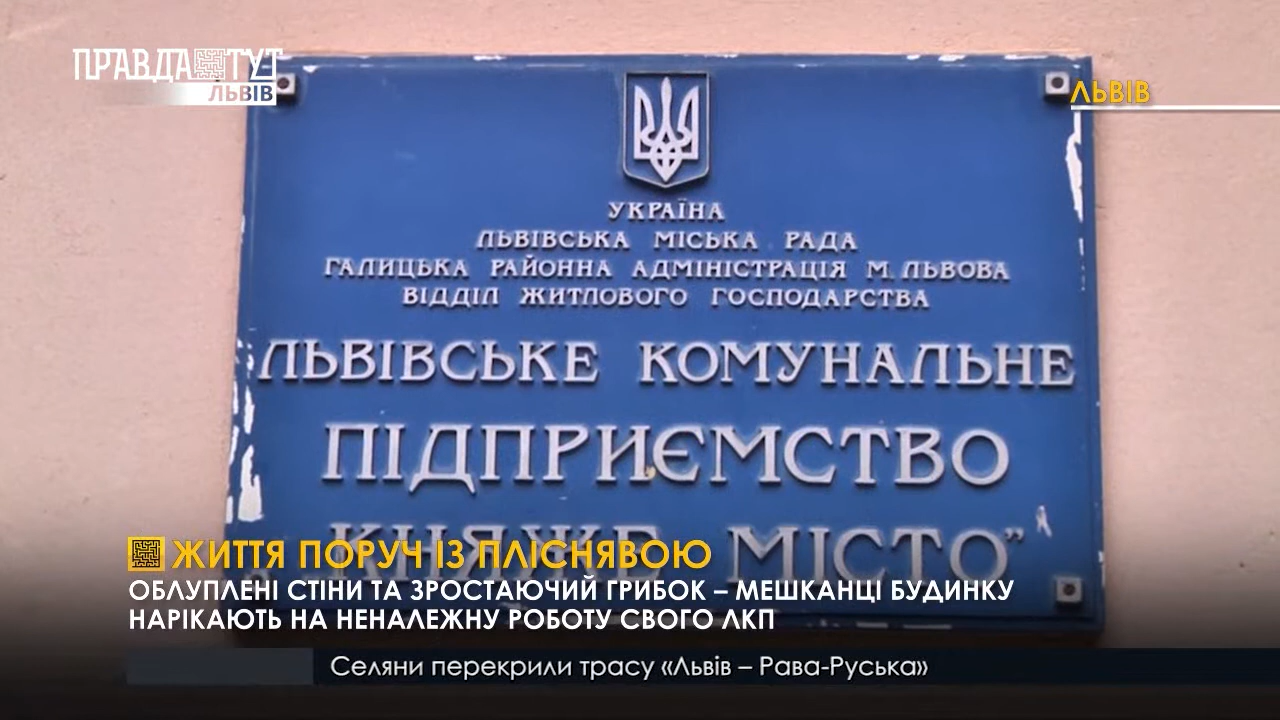 ПРАВДА ТУТ
ЛЬВІВ
ЛЬВІВ
УКРАЇНА
ЛЬВІВСЬКА МІСЬКА РАДА
ГАЛИЦЬКА РАЙОННА АДМІНІСТРАЦІЯ М. ЛЬВОВА
ВІДДІЛ ЖИТЛОВОГО ГОСПОДАРСТВА
ЛЬВІВСЬКЕ КОМУНАЛЬНЕ
ПІДПРИЄМСТВО
КНЯЖЕ МІСТО"
ЖИТТЯ ПОРУЧ ІЗ ПЛІСНЯВОЮ
ОБЛУПЛЕНІ СТІНИ ТА ЗРОСТАЮЧИЙ ГРИБОК – МЕШКАНЦІ БУДИНКУ
НАРІКАЮТЬ НА НЕНАЛЕЖНУ РОБОТУ СВОГО ЛКП
Селяни перекрили трасу «Львів – Рава-Руська»